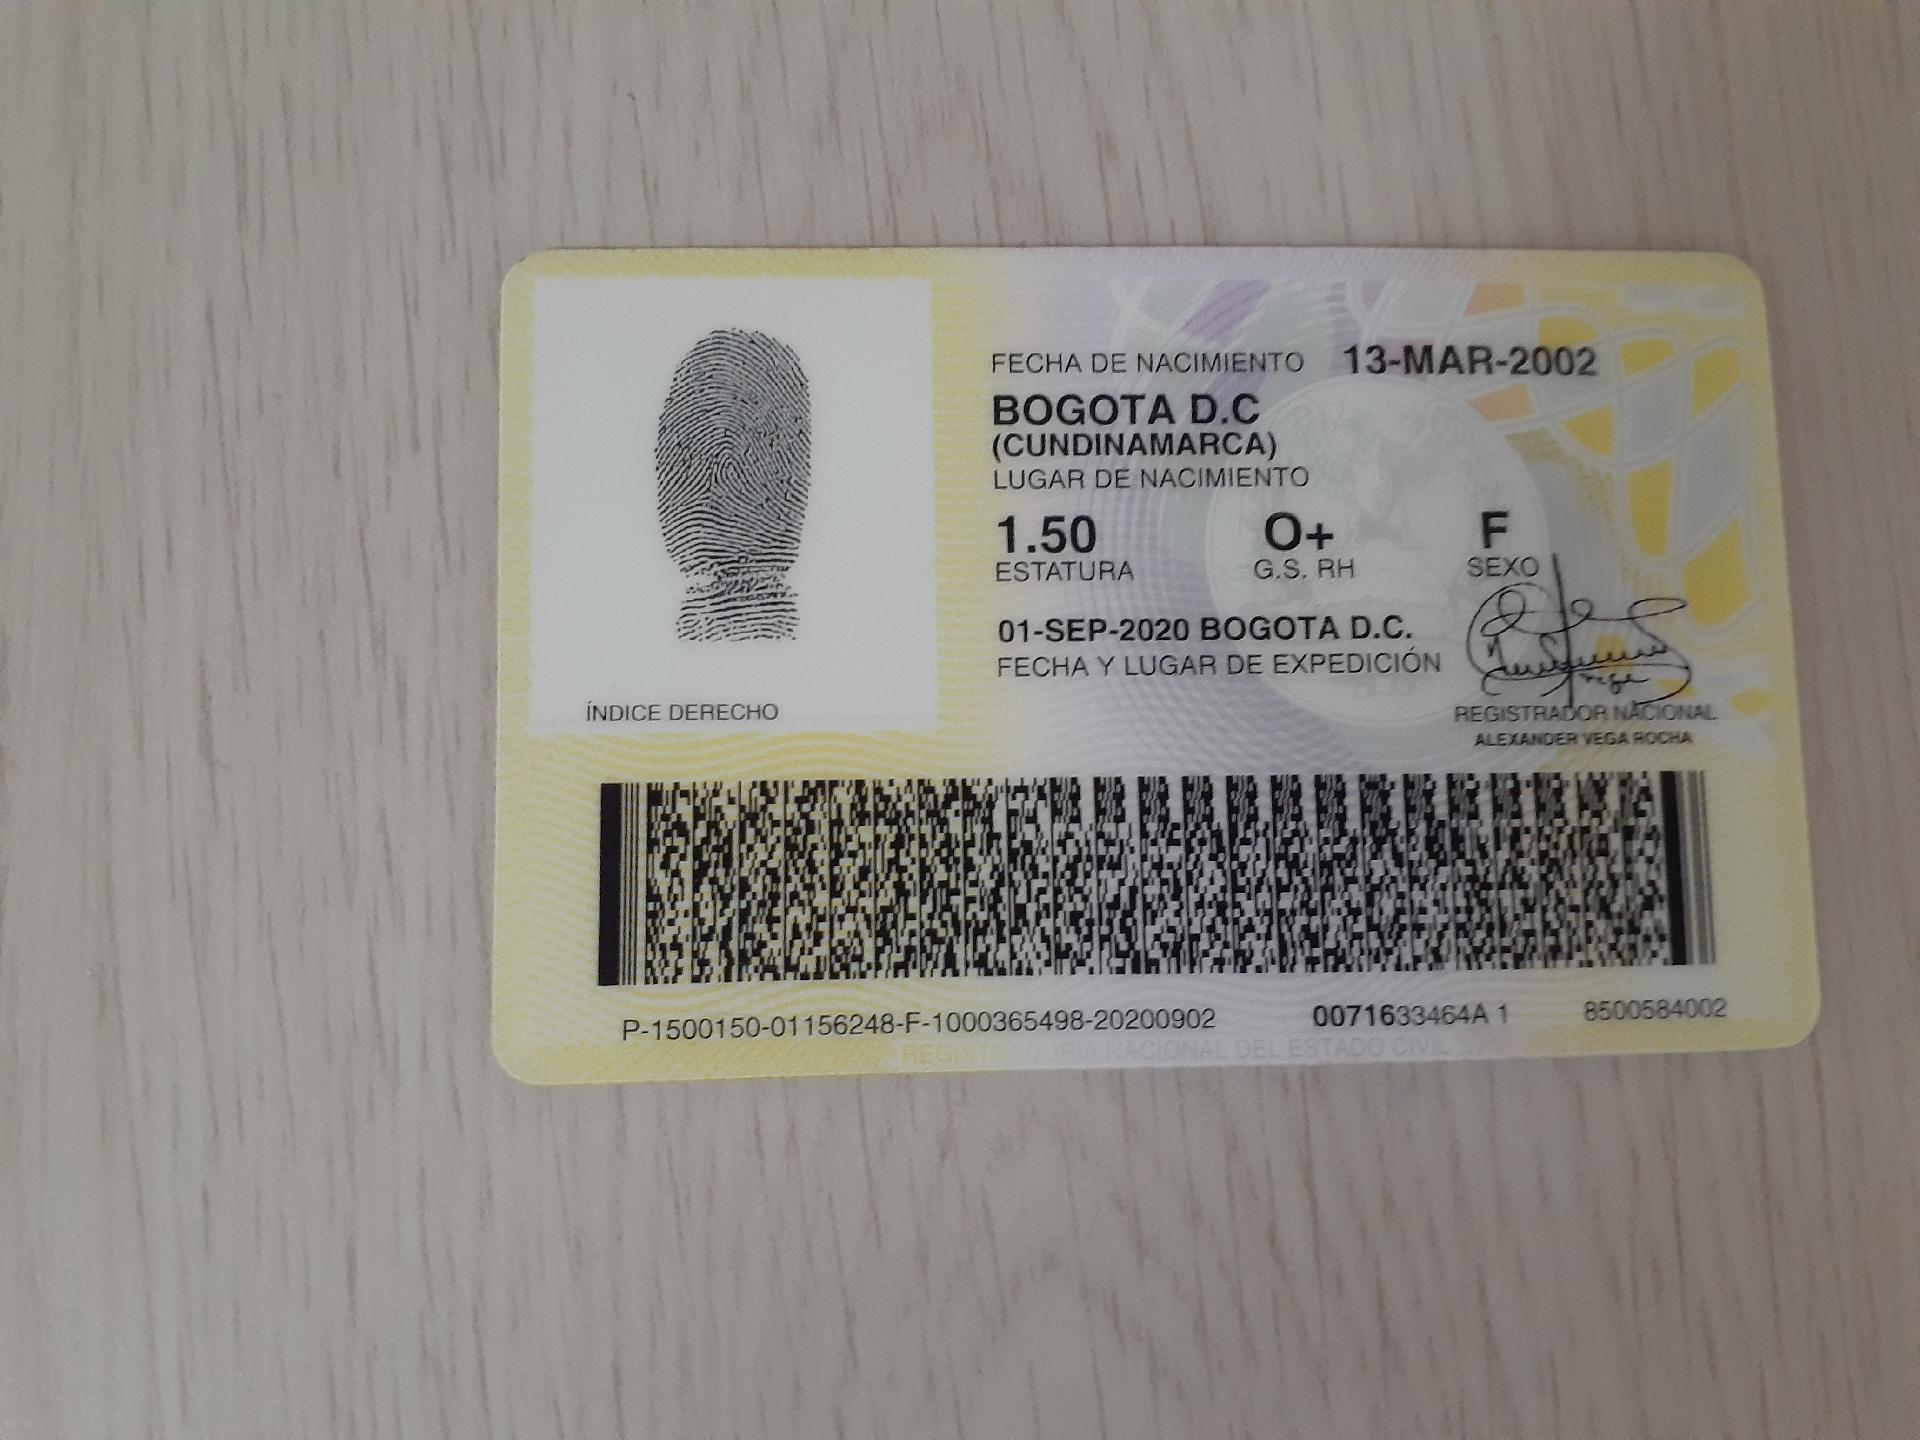 FECHA DE NACIMIENTO 13-MAR-2002
BOGOTA D.C
(CUNDINAMARCA)
LUGAR DE NACIMIENTO
1.50 O+ F
ESTATURA G.S. RH SEXO
01-SEP-2020 BOGOTA D.C.
FECHA Y LUGAR DE EXPEDICIÓN
ÍNDICE DERECHO
REGISTRADOR NACIONAL
ALEXANDER VEGA ROCHA
P-1500150-01156248-F-1000365498-20200902 0071633464A 1 8500584002
REGISTRADURIA NACIONAL DEL ESTADO CIVIL